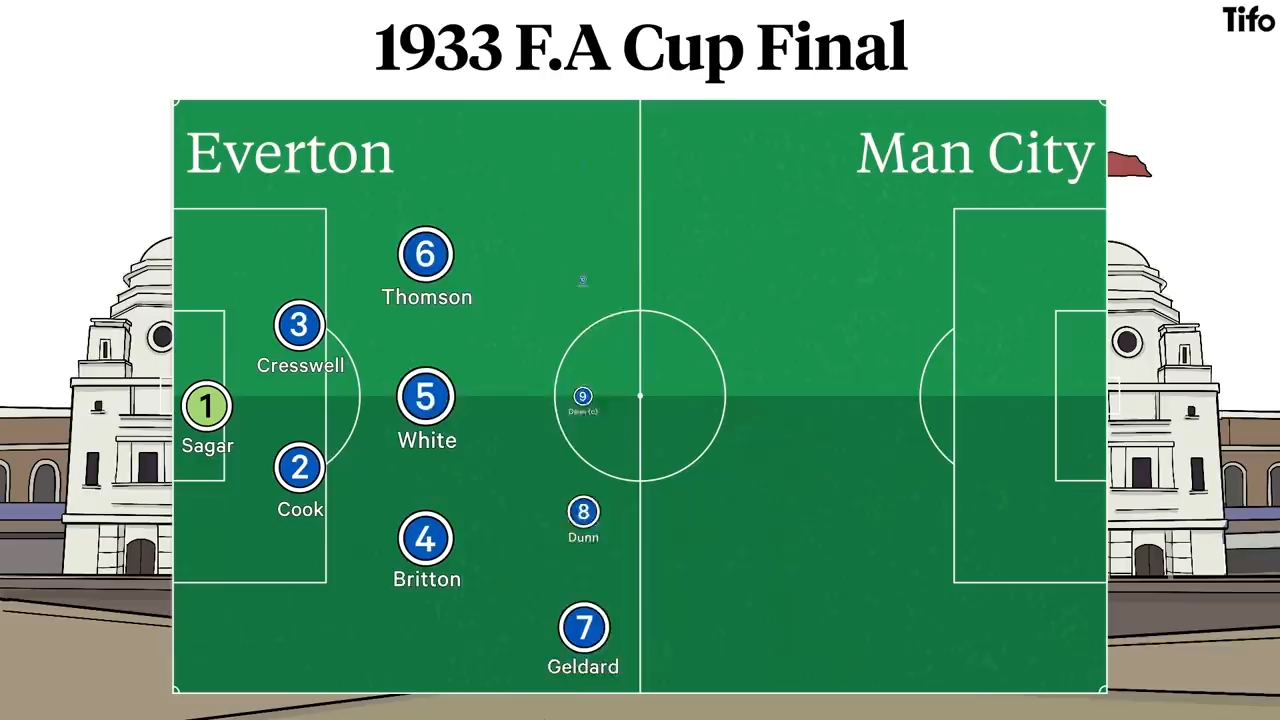 Tifo
1933 F.A Cup Final
Everton
Man City
6
Thomson
3
Cresswell
9
1
Sagar
5
White
2
Cook
8
Dunn
4
Britton
7
Geldard